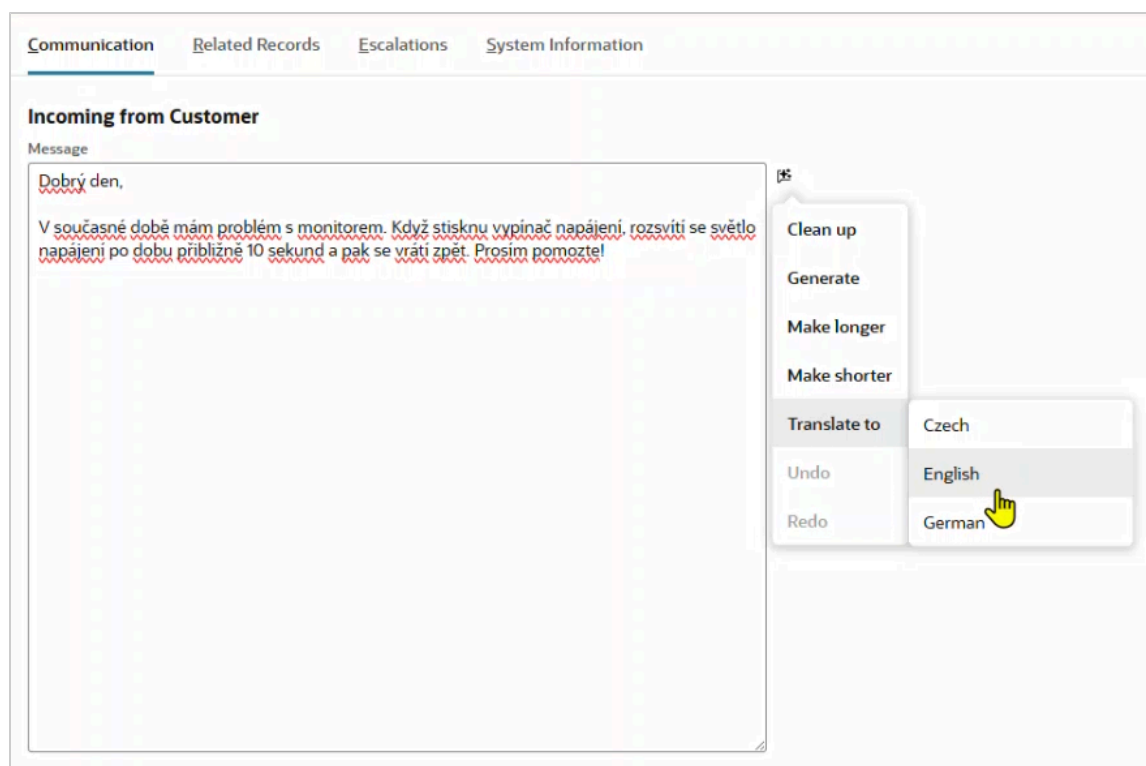 Communication Related Records Escalations System Information
Incoming from Customer
Message
Dobrý den,
V současné době mám problém s monitorem. Když stisknu vypínač napájení, rozsvítí se světlo
napájení po dobu přibližně 10 sekund a pak se vrátí zpět. Prosím pomozte!
Clean up
Generate
Make longer
Make shorter
Translate to
Czech
English
German
Undo
Redo